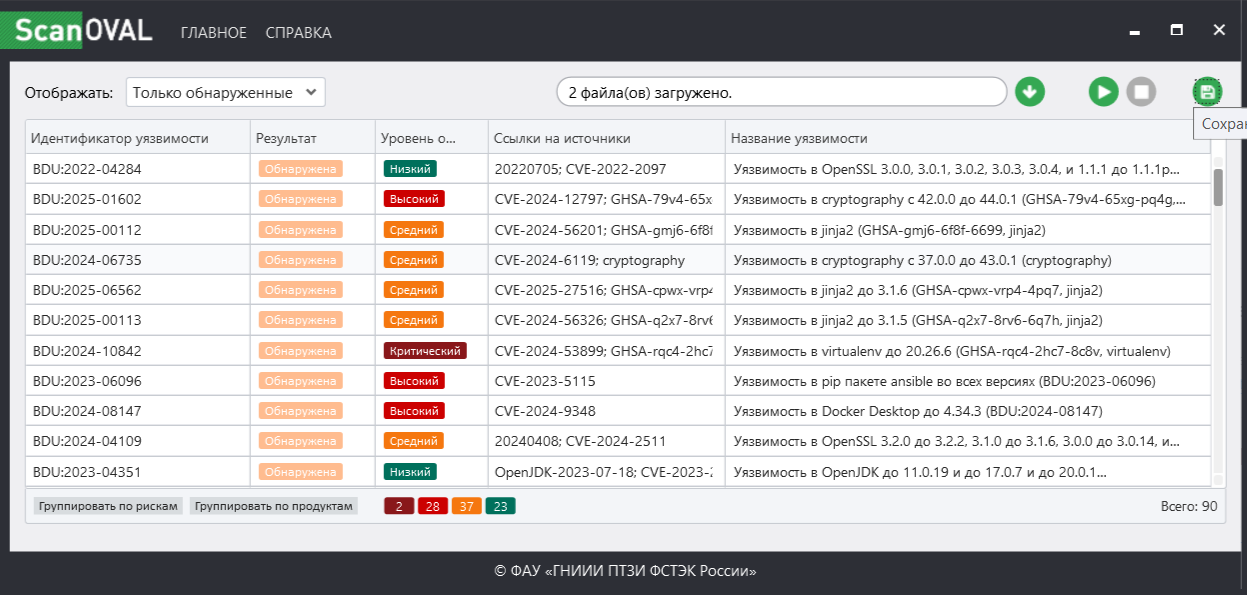 ScanOVAL ГЛАВНОЕ СПРАВКА
Отображать: Только обнаруженные 2 файла(ов) загружено.
Сохран
Идентификатор уязвимости Результат Уровень о... Ссылки на источники Название уязвимости
BDU:2022-04284 Обнаружена Низкий 20220705; CVE-2022-2097 Уязвимость в OpenSSL 3.0.0, 3.0.1, 3.0.2, 3.0.3, 3.0.4, и 1.1.1 до 1.1.1p...
BDU:2025-01602 Обнаружена Высокий CVE-2024-12797; GHSA-79v4-65x Уязвимость в cryptography с 42.0.0 до 44.0.1 (GHSA-79v4-65xg-pq4g,...
BDU:2025-00112 Обнаружена Средний CVE-2024-56201; GHSA-gmj6-6f8f Уязвимость в jinja2 (GHSA-gmj6-6f8f-6699, jinja2)
BDU:2024-06735 Обнаружена Средний CVE-2024-6119; cryptography Уязвимость в cryptography с 37.0.0 до 43.0.1 (cryptography)
BDU:2025-06562 Обнаружена Средний CVE-2025-27516; GHSA-cpwx-vrp4 Уязвимость в jinja2 до 3.1.6 (GHSA-cpwx-vrp4-4pq7, jinja2)
BDU:2025-00113 Обнаружена Средний CVE-2024-56326; GHSA-q2x7-8rv6 Уязвимость в jinja2 до 3.1.5 (GHSA-q2x7-8rv6-6q7h, jinja2)
BDU:2024-10842 Обнаружена Критический CVE-2024-53899; GHSA-rqc4-2hc7 Уязвимость в virtualenv до 20.26.6 (GHSA-rqc4-2hc7-8c8v, virtualenv)
BDU:2023-06096 Обнаружена Высокий CVE-2023-5115 Уязвимость в pip пакете ansible во всех версиях (BDU:2023-06096)
BDU:2024-08147 Обнаружена Высокий CVE-2024-9348 Уязвимость в Docker Desktop до 4.34.3 (BDU:2024-08147)
BDU:2024-04109 Обнаружена Средний 20240408; CVE-2024-2511 Уязвимость в OpenSSL 3.2.0 до 3.2.2, 3.1.0 до 3.1.6, 3.0.0 до 3.0.14, и...
BDU:2023-04351 Обнаружена Низкий OpenJDK-2023-07-18; CVE-2023-2 Уязвимость в OpenJDK до 11.0.19 и до 17.0.7 и до 20.0.1...
Группировать по рискам Группировать по продуктам 2 28 37 23 Всего: 90
© ФАУ «ГНИИИ ПТЗИ ФСТЭК России»